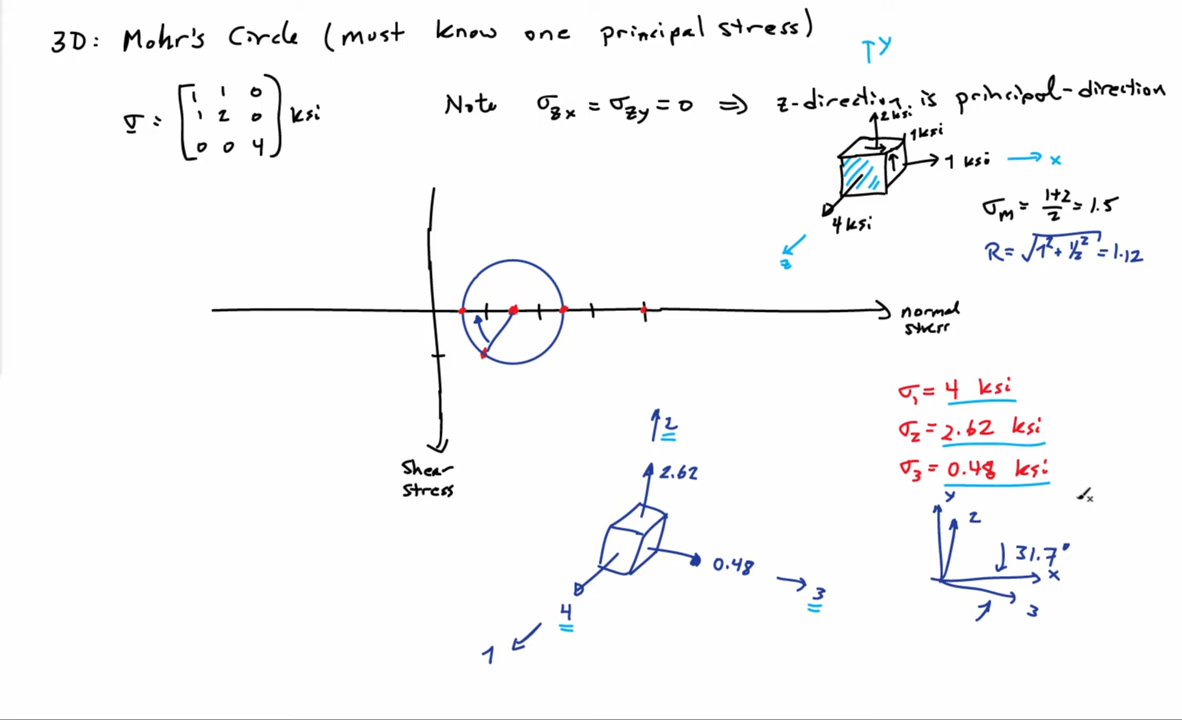 3D: Mohr's Circle (must know one principal stress)
↑y
σ = [1 1 0
1 2 0
0 0 4] ksi
Note σzx = σzy = 0 ⇒ z-direction is principal-direction
2 ksi
1 ksi
1 ksi → x
4 ksi
z
σm = 1+2/2 = 1.5
R = √1² + ½² = 1.12
normal
stress
Shear
stress
σ1 = 4 ksi
σ2 = 2.62 ksi
σ3 = 0.48 ksi
↑2
2.62
0.48 → 3
4
1
y
2
31.7°
x
3